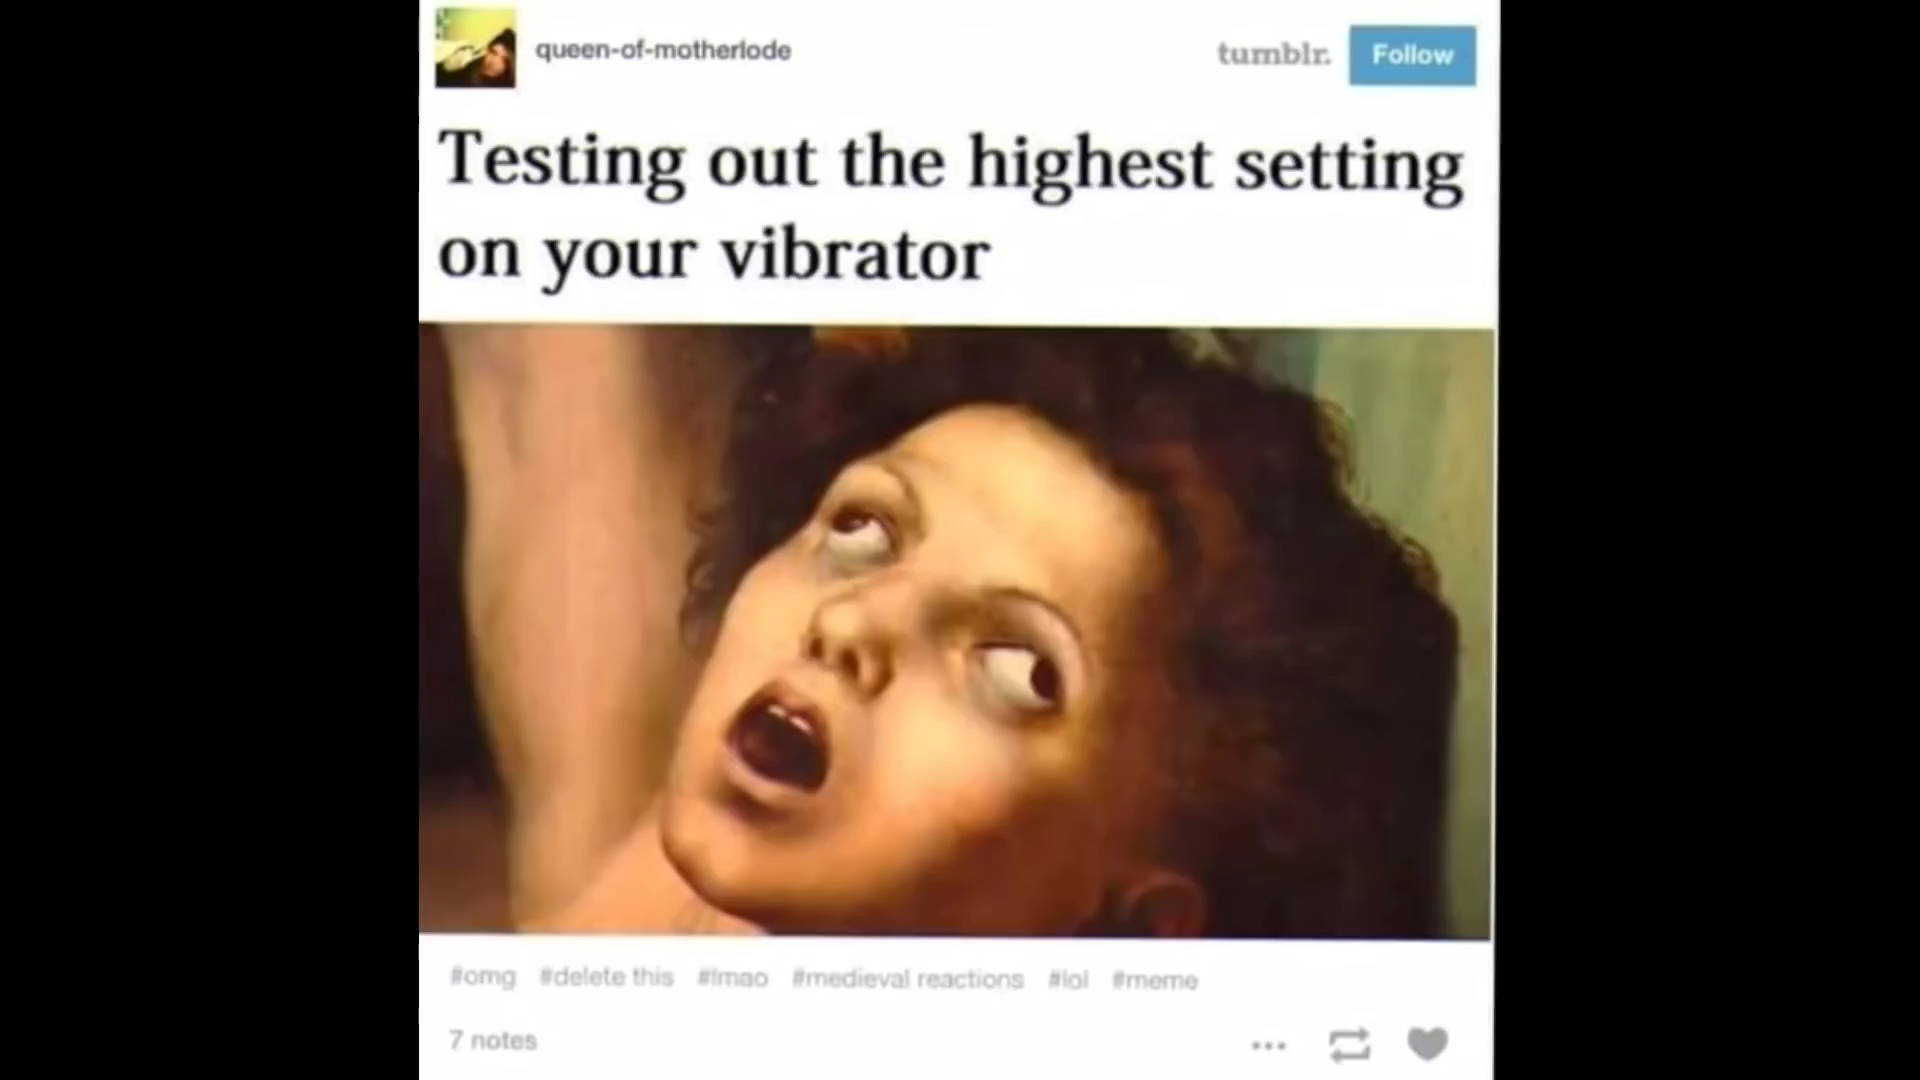 queen-of-motherlode
tumblr.
Follow
Testing out the highest setting
on your vibrator
#omg #delete this #lmao #medieval reactions #lol #meme
7 notes